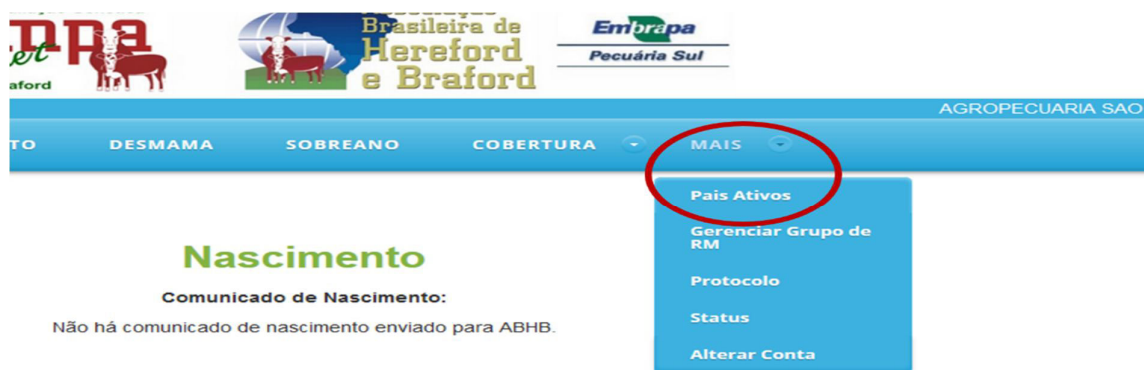 Brasileira de
Hereford
e Braford
Embrapa
Pecuária Sul
AGROPECUARIA SAO
DESMAMA
SOBREANO
COBERTURA
MAIS
Pais Ativos
Gerenciar Grupo de
RM
Protocolo
Status
Alterar Conta
Nascimento
Comunicado de Nascimento:
Não há comunicado de nascimento enviado para ABHB.